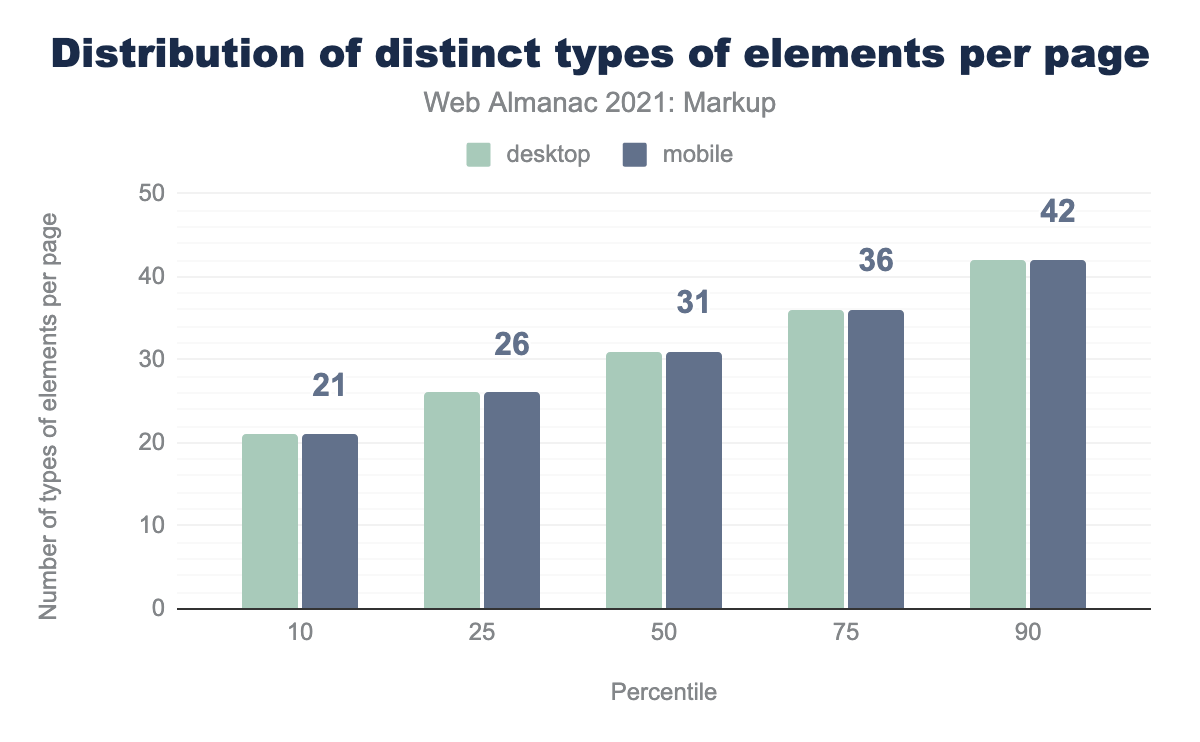 Distribution of distinct types of elements per page
Web Almanac 2021: Markup
desktop mobile
Number of types of elements per page
50
40
30
20
10
0
21
26
31
36
42
10 25 50 75 90
Percentile